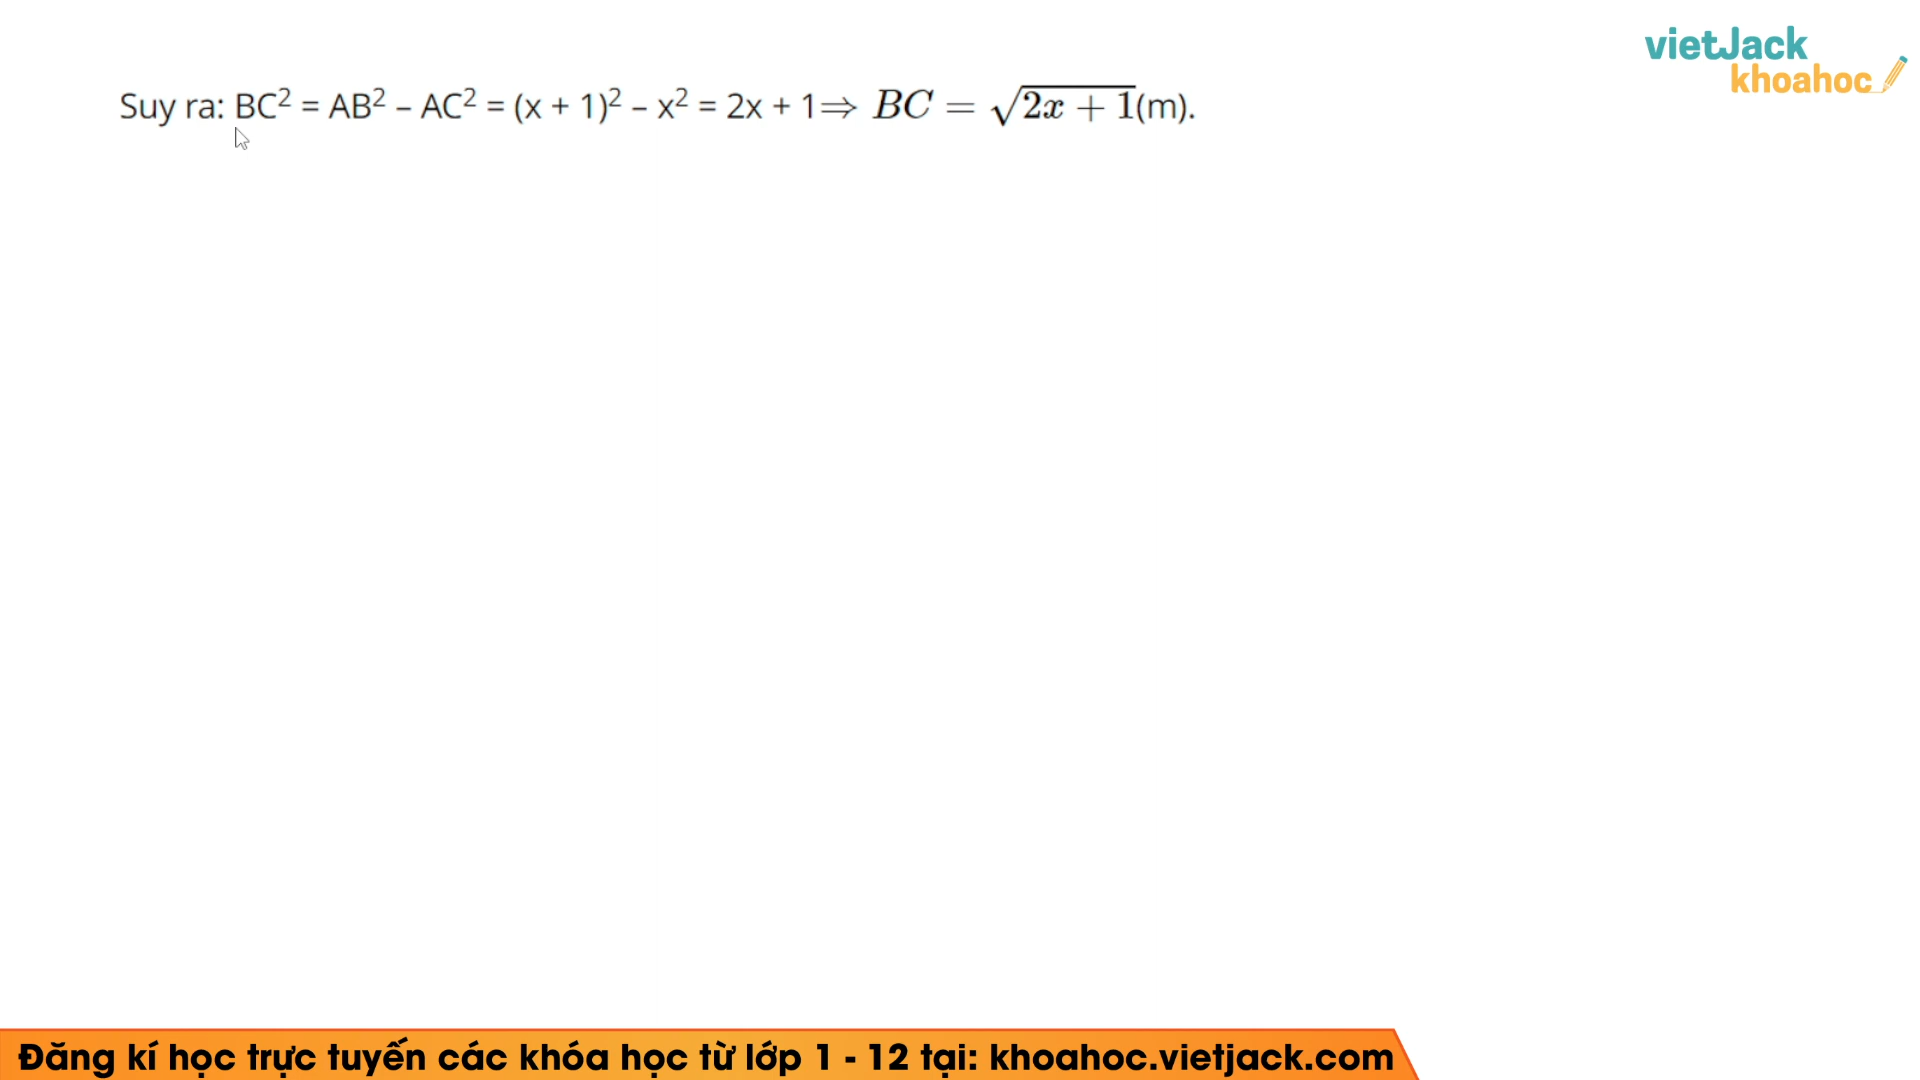 vietJack
khoahoc
Suy ra: BC² = AB² – AC² = (x + 1)² – x² = 2x + 1⇒ BC = √(2x + 1)(m).
Đăng kí học trực tuyến các khóa học từ lớp 1 - 12 tại: khoahoc.vietjack.com